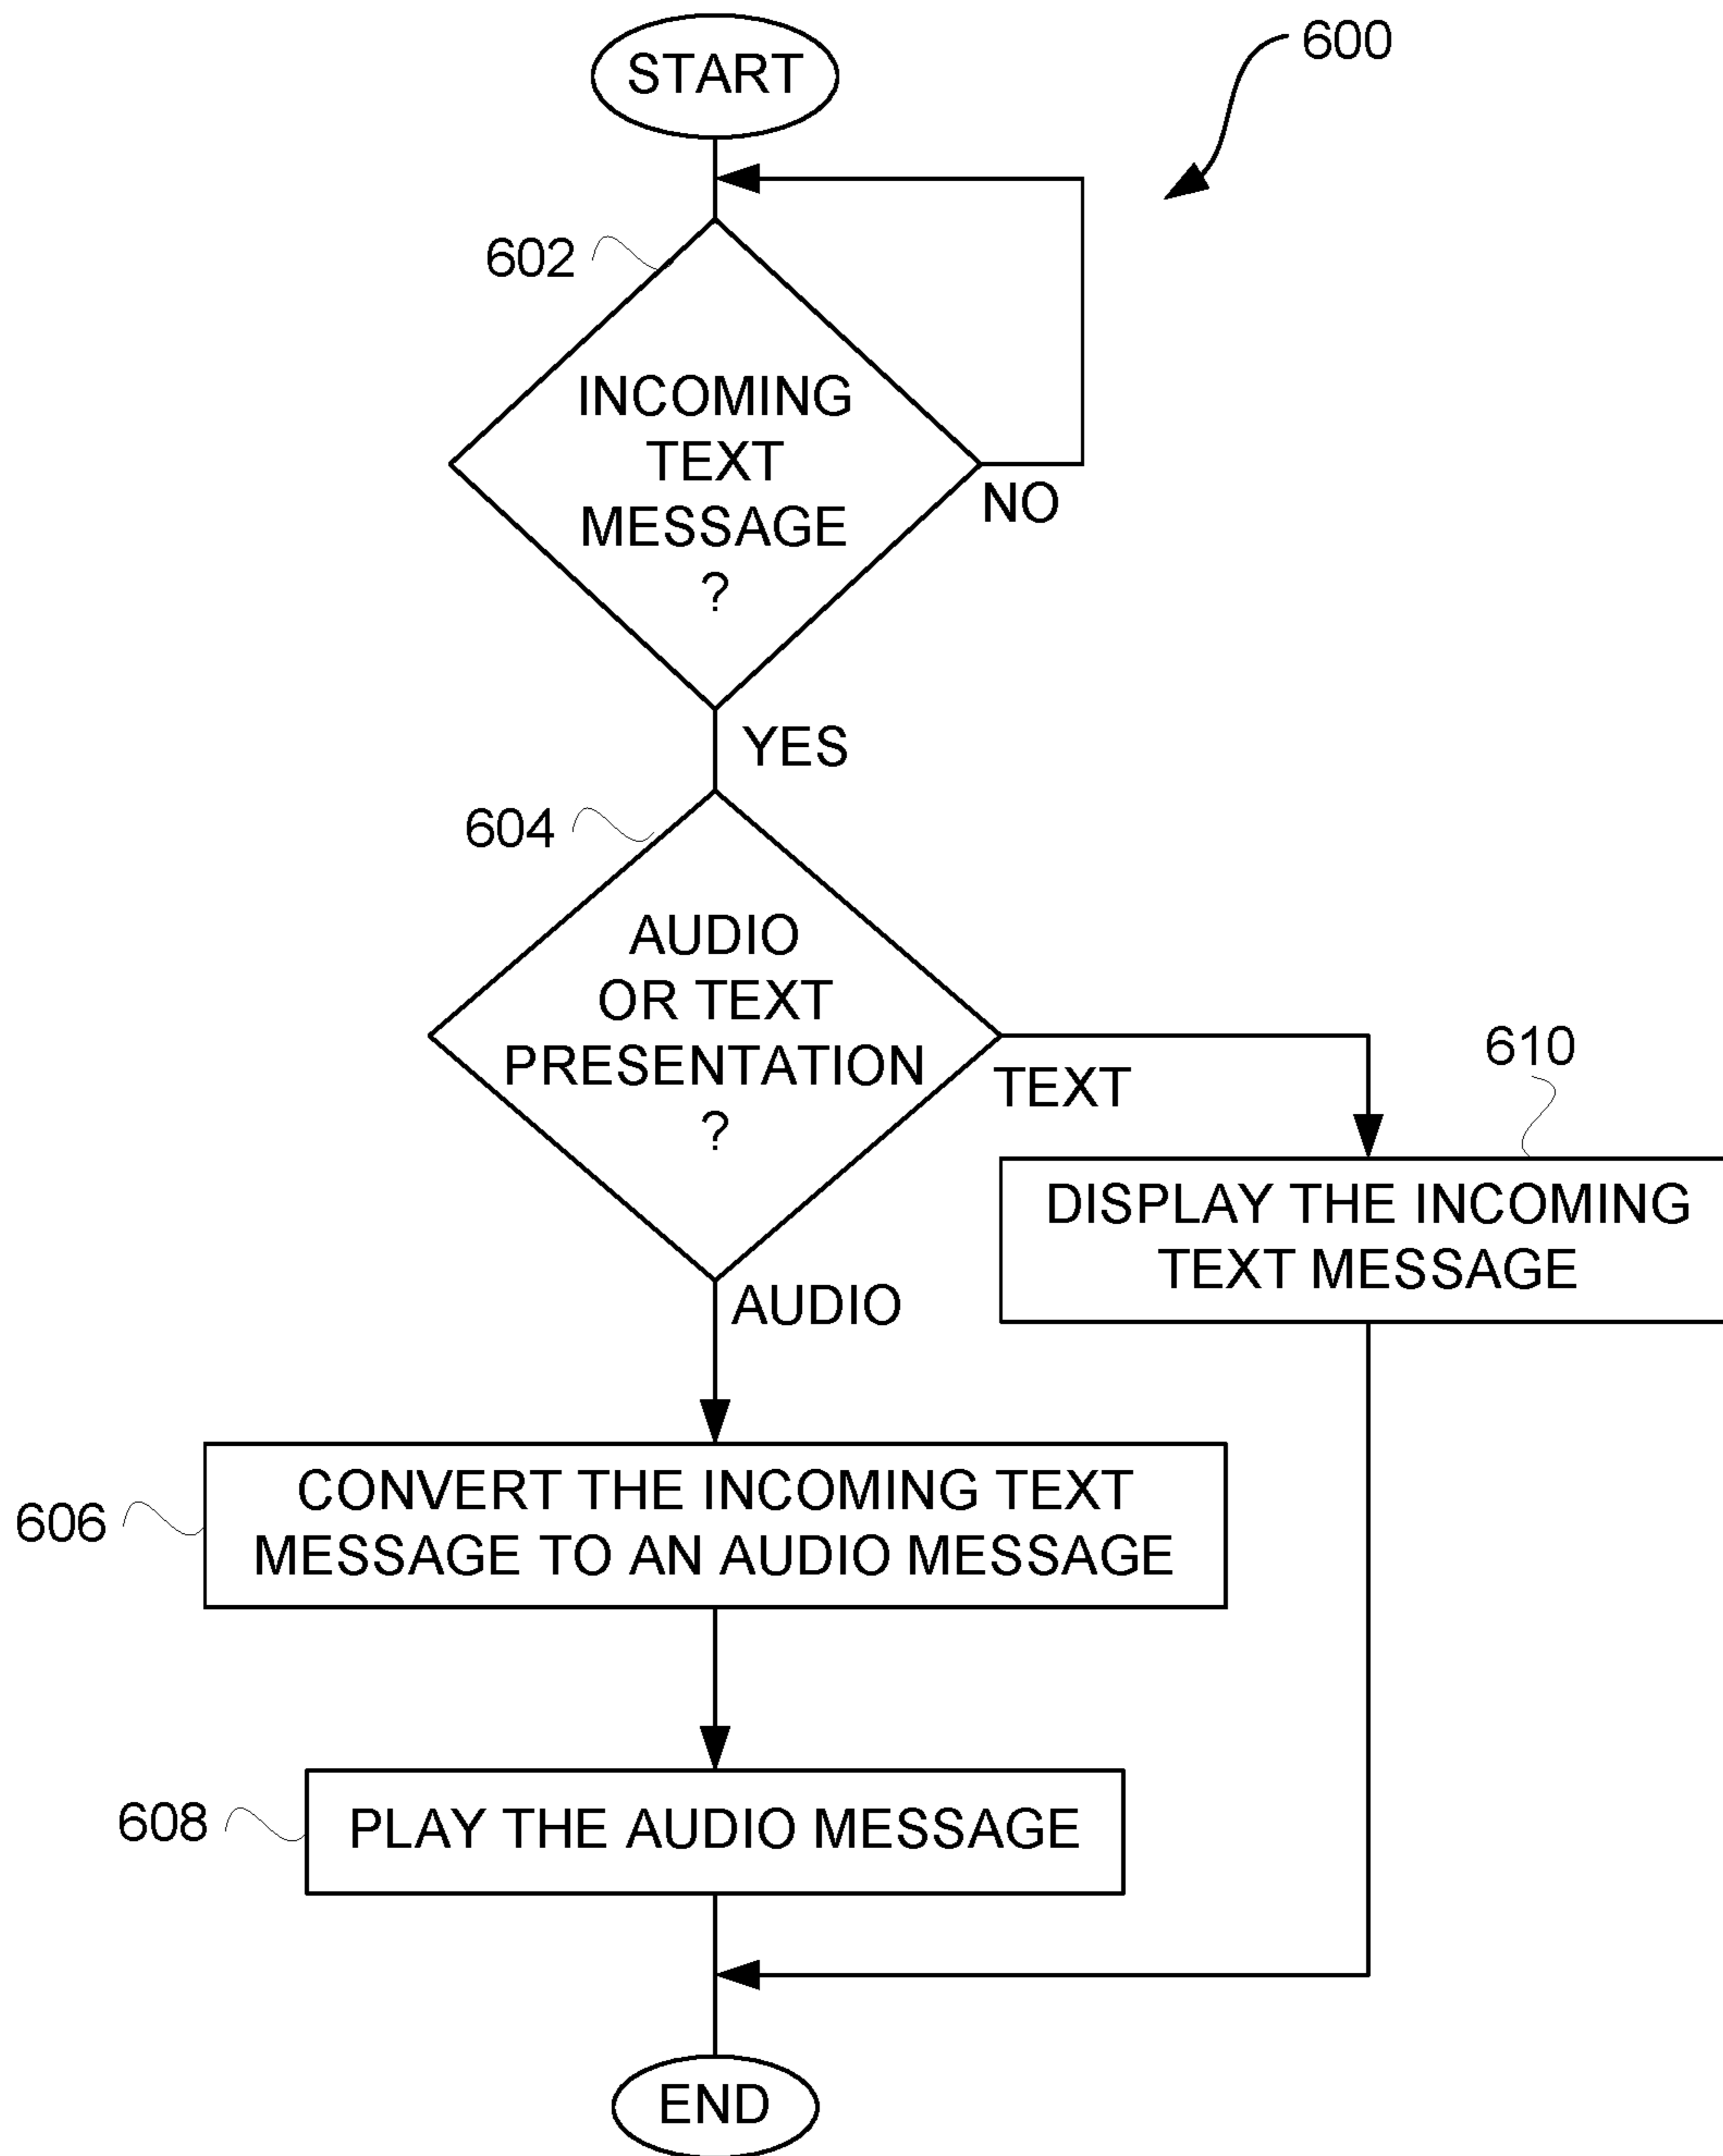 START
600
602
INCOMING
TEXT
MESSAGE
?
NO
YES
604
AUDIO
OR TEXT
PRESENTATION
?
TEXT
610
DISPLAY THE INCOMING
TEXT MESSAGE
AUDIO
606
CONVERT THE INCOMING TEXT
MESSAGE TO AN AUDIO MESSAGE
608
PLAY THE AUDIO MESSAGE
END